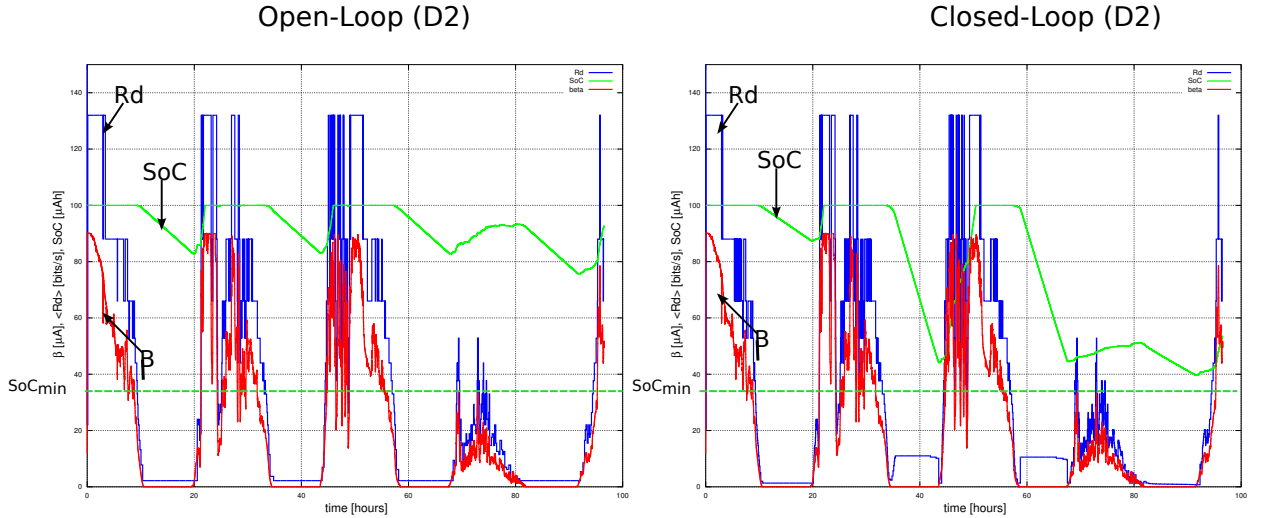 Open-Loop (D2)
140
120
100
80
60
40
20
0
0
20
40
60
80
100
β [µA], <Rd> [bits/s], SoC [µAh]
time [hours]
Rd
SoC
beta
Rd
SoC
B
SoCmin
Closed-Loop (D2)
140
120
100
80
60
40
20
0
0
20
40
60
80
100
β [µA], <Rd> [bits/s], SoC [µAh]
time [hours]
Rd
SoC
beta
Rd
SoC
B
SoCmin